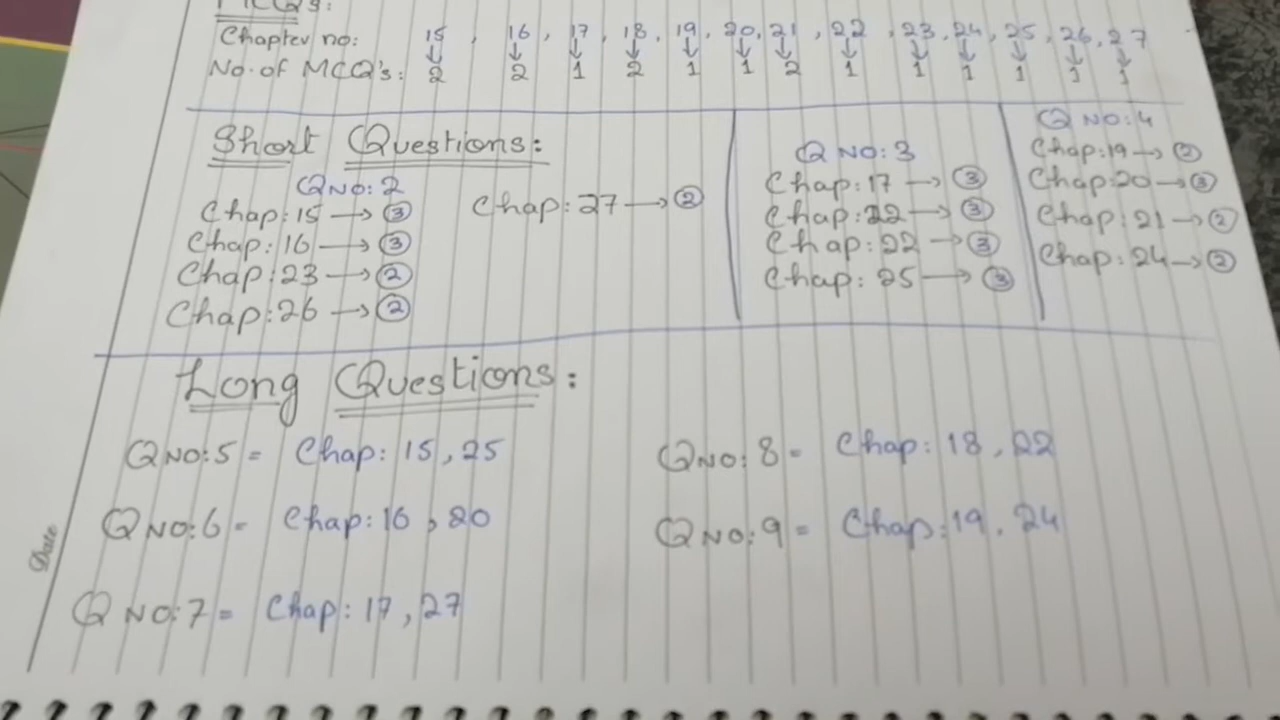 MCQ's:
Chapter no: 15, 16, 17, 18, 19, 20, 21, 22, 23, 24, 25, 26, 27
↓ ↓ ↓ ↓ ↓ ↓ ↓ ↓ ↓ ↓ ↓ ↓ ↓
No. of MCQ's: 2 2 1 2 1 1 2 1 1 1 1 1 1
Short Questions:
Q NO: 2
Chap: 15 → 3
Chap: 16 → 3
Chap: 23 → 2
Chap: 26 → 2
Chap: 27 → 2
Q NO: 3
Chap: 17 → 3
Chap: 22 → 3
Chap: 22 → 3
Chap: 25 → 3
Q NO: 4
Chap: 19 → 2
Chap: 20 → 3
Chap: 21 → 2
Chap: 24 → 2
Long Questions:
Q NO: 5 = Chap: 15, 25
Q NO: 6 = Chap: 16, 20
Q NO: 7 = Chap: 17, 27
Q NO: 8 = Chap: 18, 22
Q NO: 9 = Chap: 19, 24
Date